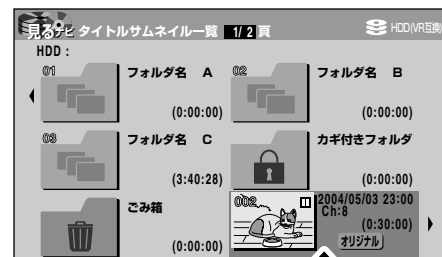 見るナビ タイトルサムネイル一覧 1/2 頁 HDD(VR互換)
HDD:
01 フォルダ名 A (0:00:00)
02 フォルダ名 B (0:00:00)
03 フォルダ名 C (3:40:28)
カギ付きフォルダ (0:00:00)
ごみ箱 (0:00:00)
002 2004/05/03 23:00
Ch:8
(0:30:00)
オリジナル